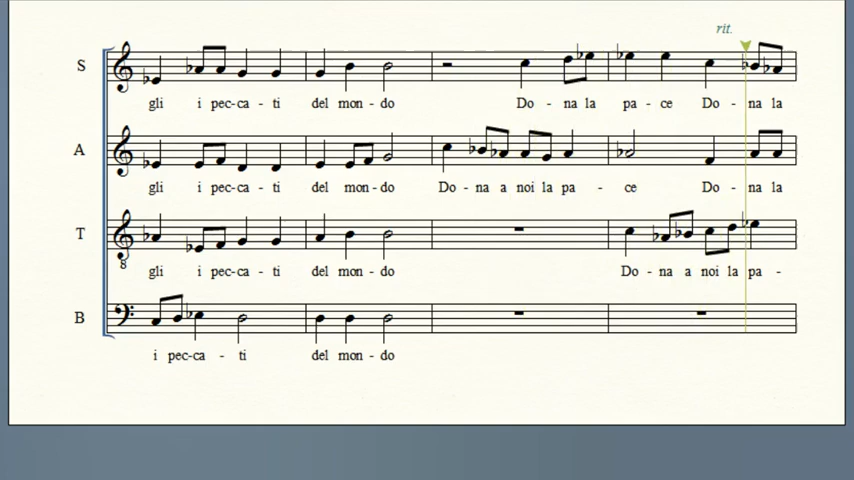 rit.
S
gli i pec-ca - ti del mon - do Do - na la pa - ce Do - na la
A
gli i pec-ca - ti del mon - do Do - na a noi la pa - ce Do - na la
T
8
gli i pec-ca - ti del mon - do Do - na a noi la pa -
B
i pec-ca - ti del mon - do